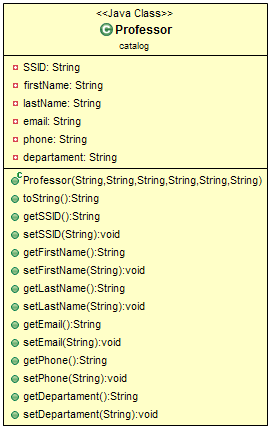 <<Java Class>>
Professor
catalog
SSID: String
firstName: String
lastName: String
email: String
phone: String
departament: String
Professor(String,String,String,String,String,String)
toString():String
getSSID():String
setSSID(String):void
getFirstName():String
setFirstName(String):void
getLastName():String
setLastName(String):void
getEmail():String
setEmail(String):void
getPhone():String
setPhone(String):void
getDepartament():String
setDepartament(String):void